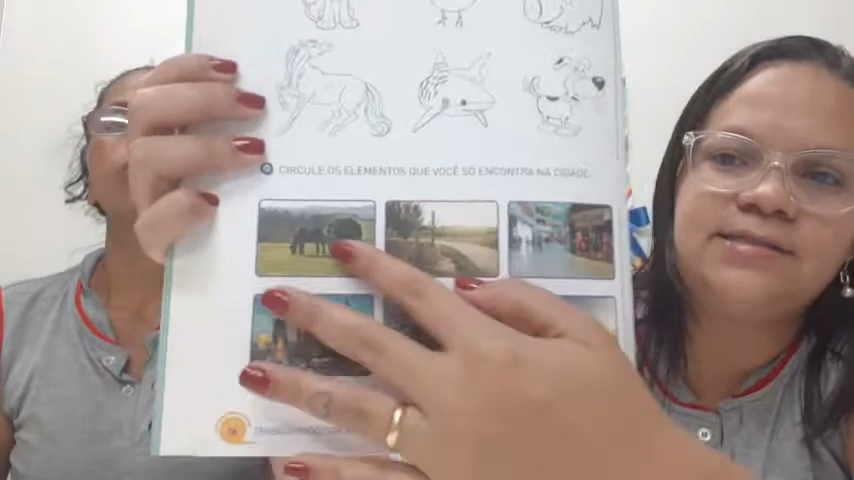 CIRCULE OS ELEMENTOS QUE VOCÊ SÓ ENCONTRA NA CIDADE.